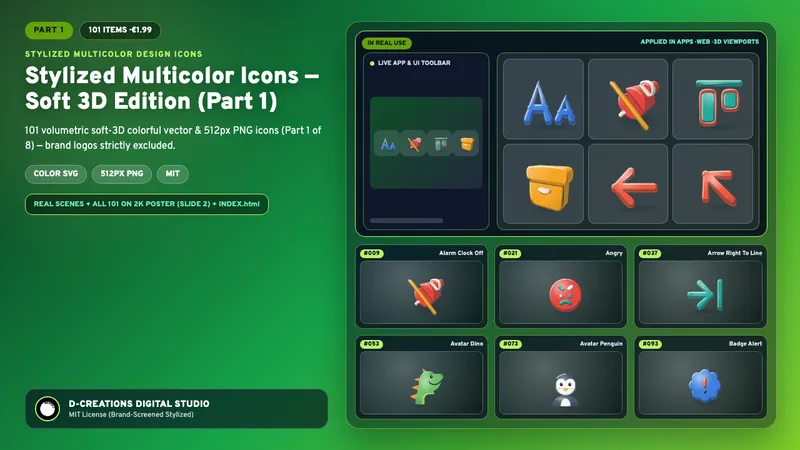 PART 1
101 ITEMS -€1.99
STYLIZED MULTICOLOR DESIGN ICONS
Stylized Multicolor Icons —
Soft 3D Edition (Part 1)
101 volumetric soft-3D colorful vector & 512px PNG icons (Part 1 of
8) — brand logos strictly excluded.
COLOR SVG
512PX PNG
MIT
REAL SCENES + ALL 101 ON 2K POSTER (SLIDE 2) + INDEX.html
D-CREATIONS DIGITAL STUDIO
MIT License (Brand-Screened Stylized)
IN REAL USE
APPLIED IN APPS ·WEB ·3D VIEWPORTS
LIVE APP & UI TOOLBAR
#009
Alarm Clock Off
#021
Angry
#037
Arrow Right To Line
#053
Avatar Dino
#073
Avatar Penguin
#093
Badge Alert